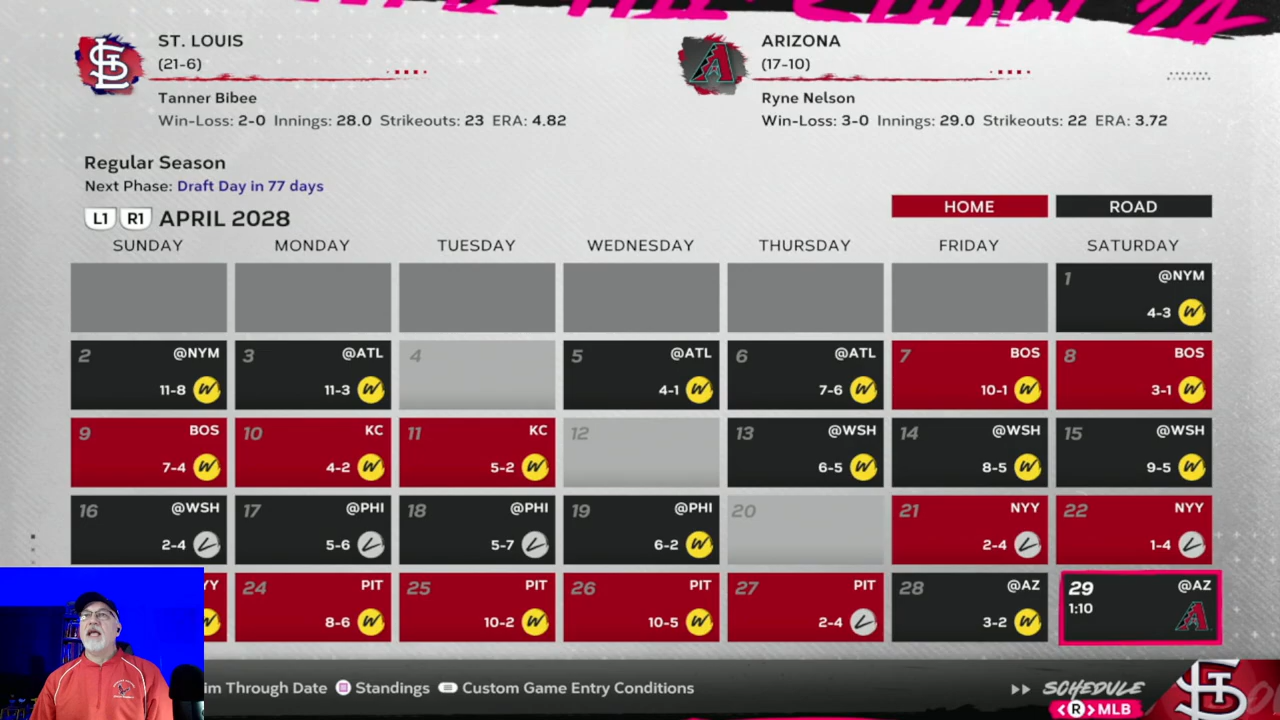 ST. LOUIS
(21-6)
Tanner Bibee
Win-Loss: 2-0 Innings: 28.0 Strikeouts: 23 ERA: 4.82
ARIZONA
(17-10)
Ryne Nelson
Win-Loss: 3-0 Innings: 29.0 Strikeouts: 22 ERA: 3.72
Regular Season
Next Phase: Draft Day in 77 days
L1 R1 APRIL 2028
HOME ROAD
SUNDAY MONDAY TUESDAY WEDNESDAY THURSDAY FRIDAY SATURDAY
1 @NYM
4-3 W
2 @NYM 3 @ATL 4 5 @ATL 6 @ATL 7 BOS 8 BOS
11-8 W 11-3 W 4-1 W 7-6 W 10-1 W 3-1 W
9 BOS 10 KC 11 KC 12 13 @WSH 14 @WSH 15 @WSH
7-4 W 4-2 W 5-2 W 6-5 W 8-5 W 9-5 W
16 @WSH 17 @PHI 18 @PHI 19 @PHI 20 21 NYY 22 NYY
2-4 L 5-6 L 5-7 L 6-2 W 2-4 L 1-4 L
YY 24 PIT 25 PIT 26 PIT 27 PIT 28 @AZ 29 @AZ
W 8-6 W 10-2 W 10-5 W 2-4 L 3-2 W 1:10
im Through Date Standings Custom Game Entry Conditions
SCHEDULE
R MLB